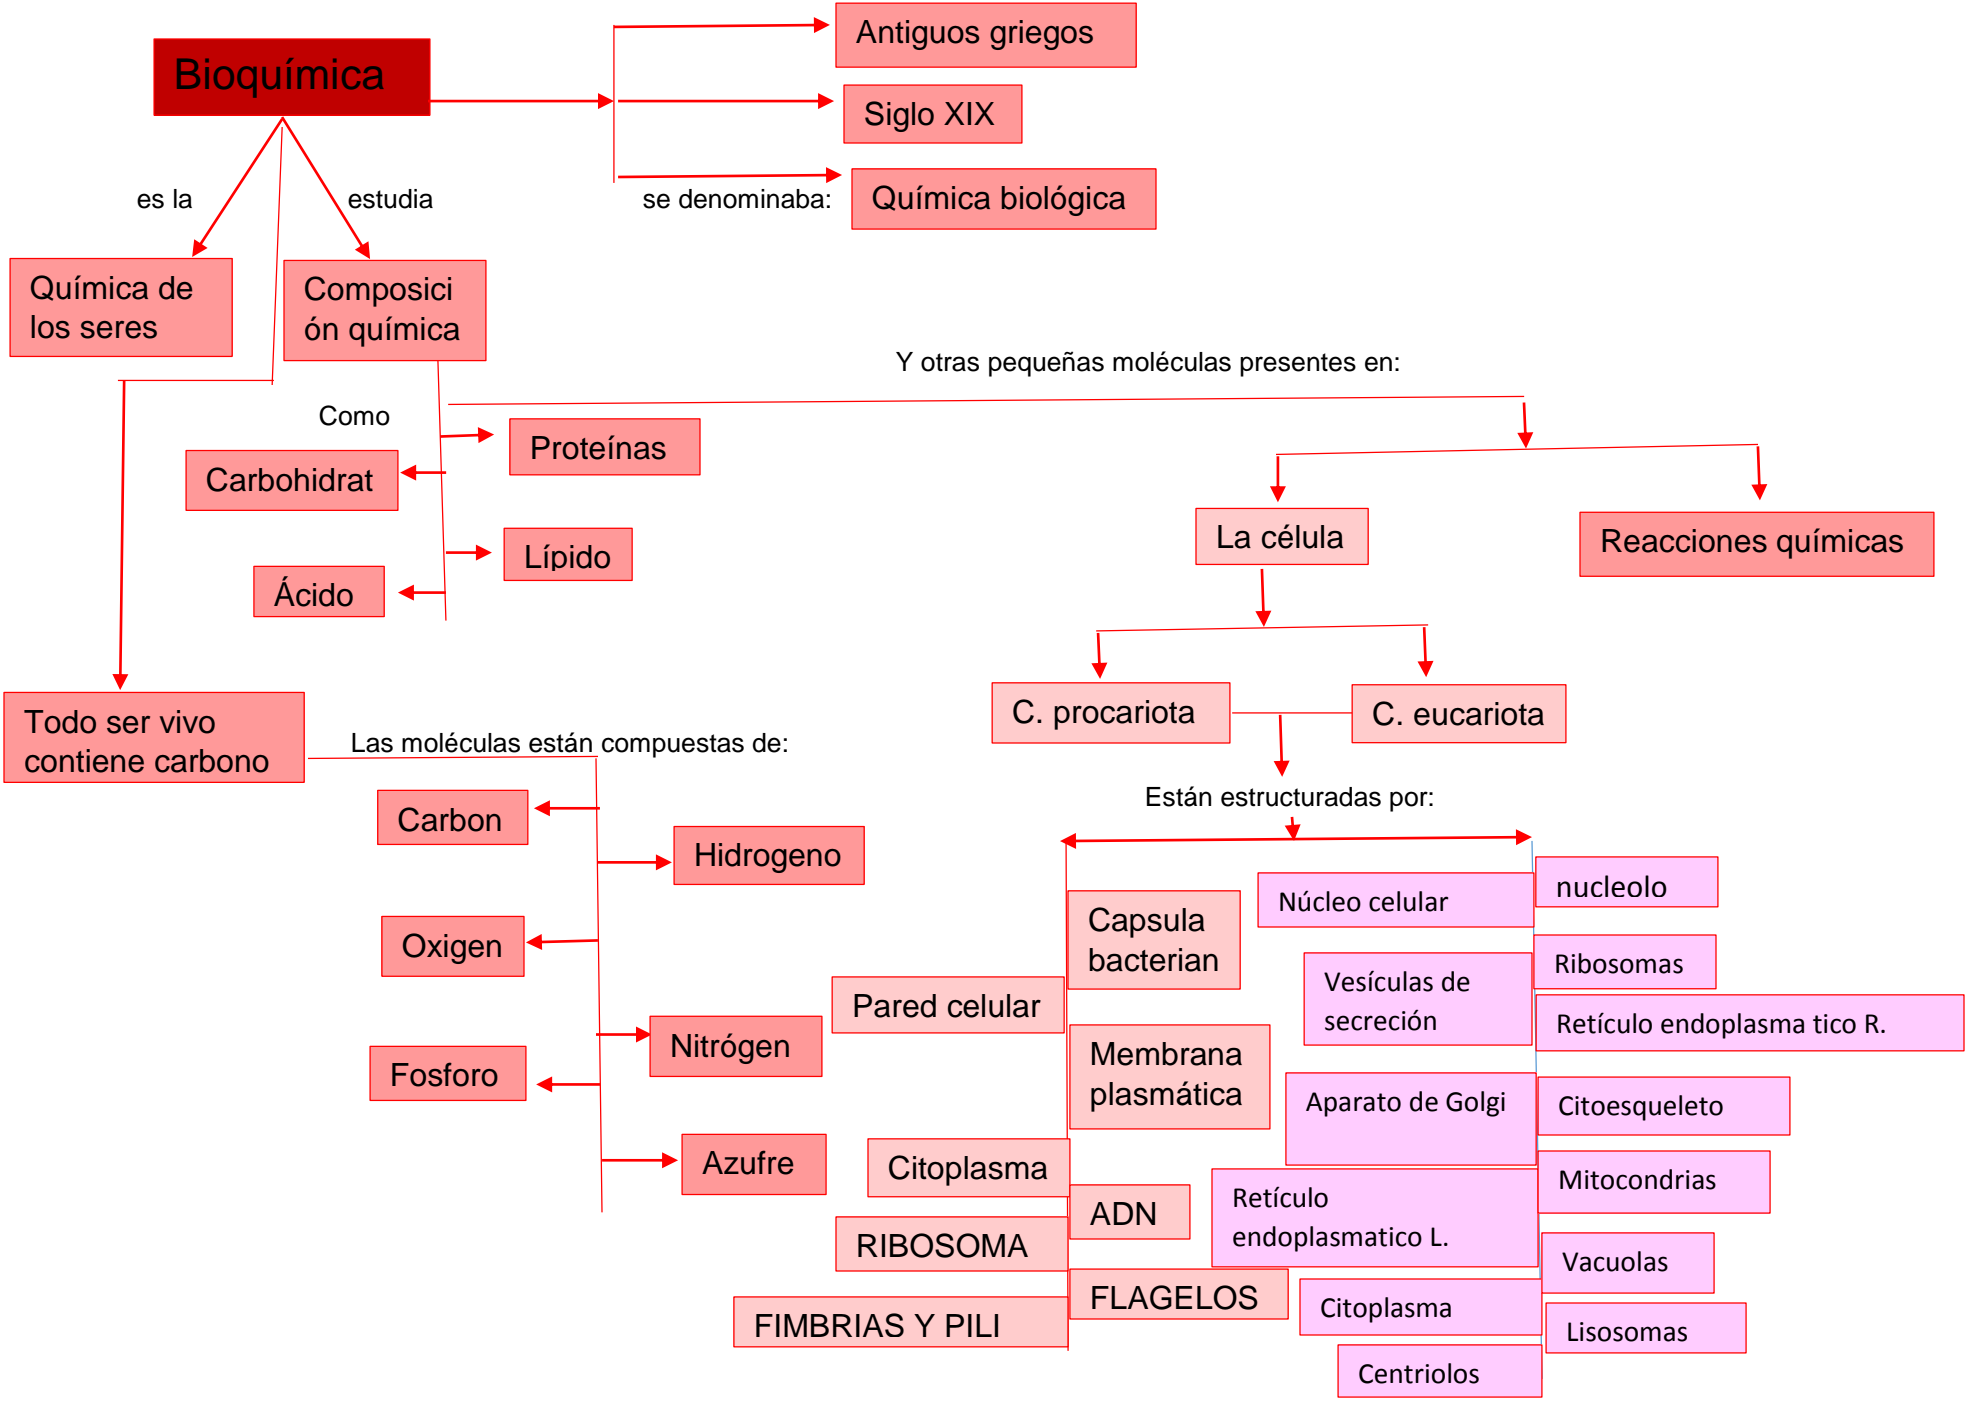 Bioquímica
Antiguos griegos
Siglo XIX
se denominaba:
Química biológica
es la
estudia
Química de
los seres
Composici
ón química
Y otras pequeñas moléculas presentes en:
Como
Proteínas
Carbohidrat
Lípido
Ácido
La célula
Reacciones químicas
C. procariota
C. eucariota
Todo ser vivo
contiene carbono
Las moléculas están compuestas de:
Carbon
Hidrogeno
Oxigen
Nitrógen
Fosforo
Azufre
Están estructuradas por:
Capsula
bacterian
Pared celular
Membrana
plasmática
Citoplasma
ADN
RIBOSOMA
FLAGELOS
FIMBRIAS Y PILI
Núcleo celular
nucleolo
Vesículas de
secreción
Ribosomas
Retículo endoplasma tico R.
Aparato de Golgi
Citoesqueleto
Mitocondrias
Retículo
endoplasmatico L.
Vacuolas
Citoplasma
Lisosomas
Centriolos